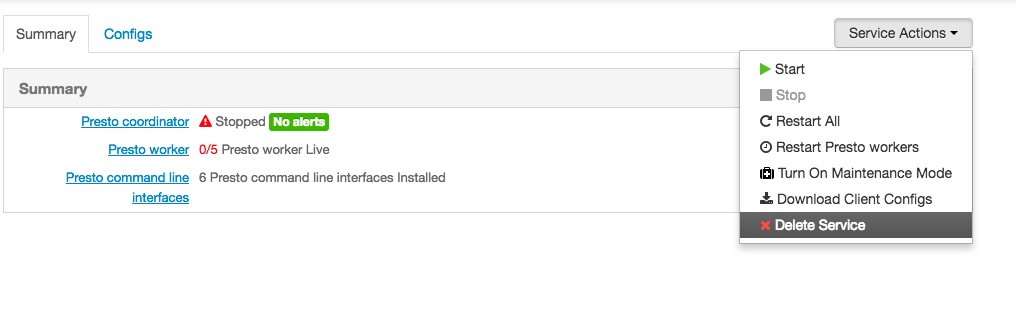 Summary
Configs
Service Actions
Summary
Presto coordinator Stopped No alerts
Presto worker 0/5 Presto worker Live
Presto command line 6 Presto command line interfaces Installed
interfaces
Start
Stop
Restart All
Restart Presto workers
Turn On Maintenance Mode
Download Client Configs
Delete Service